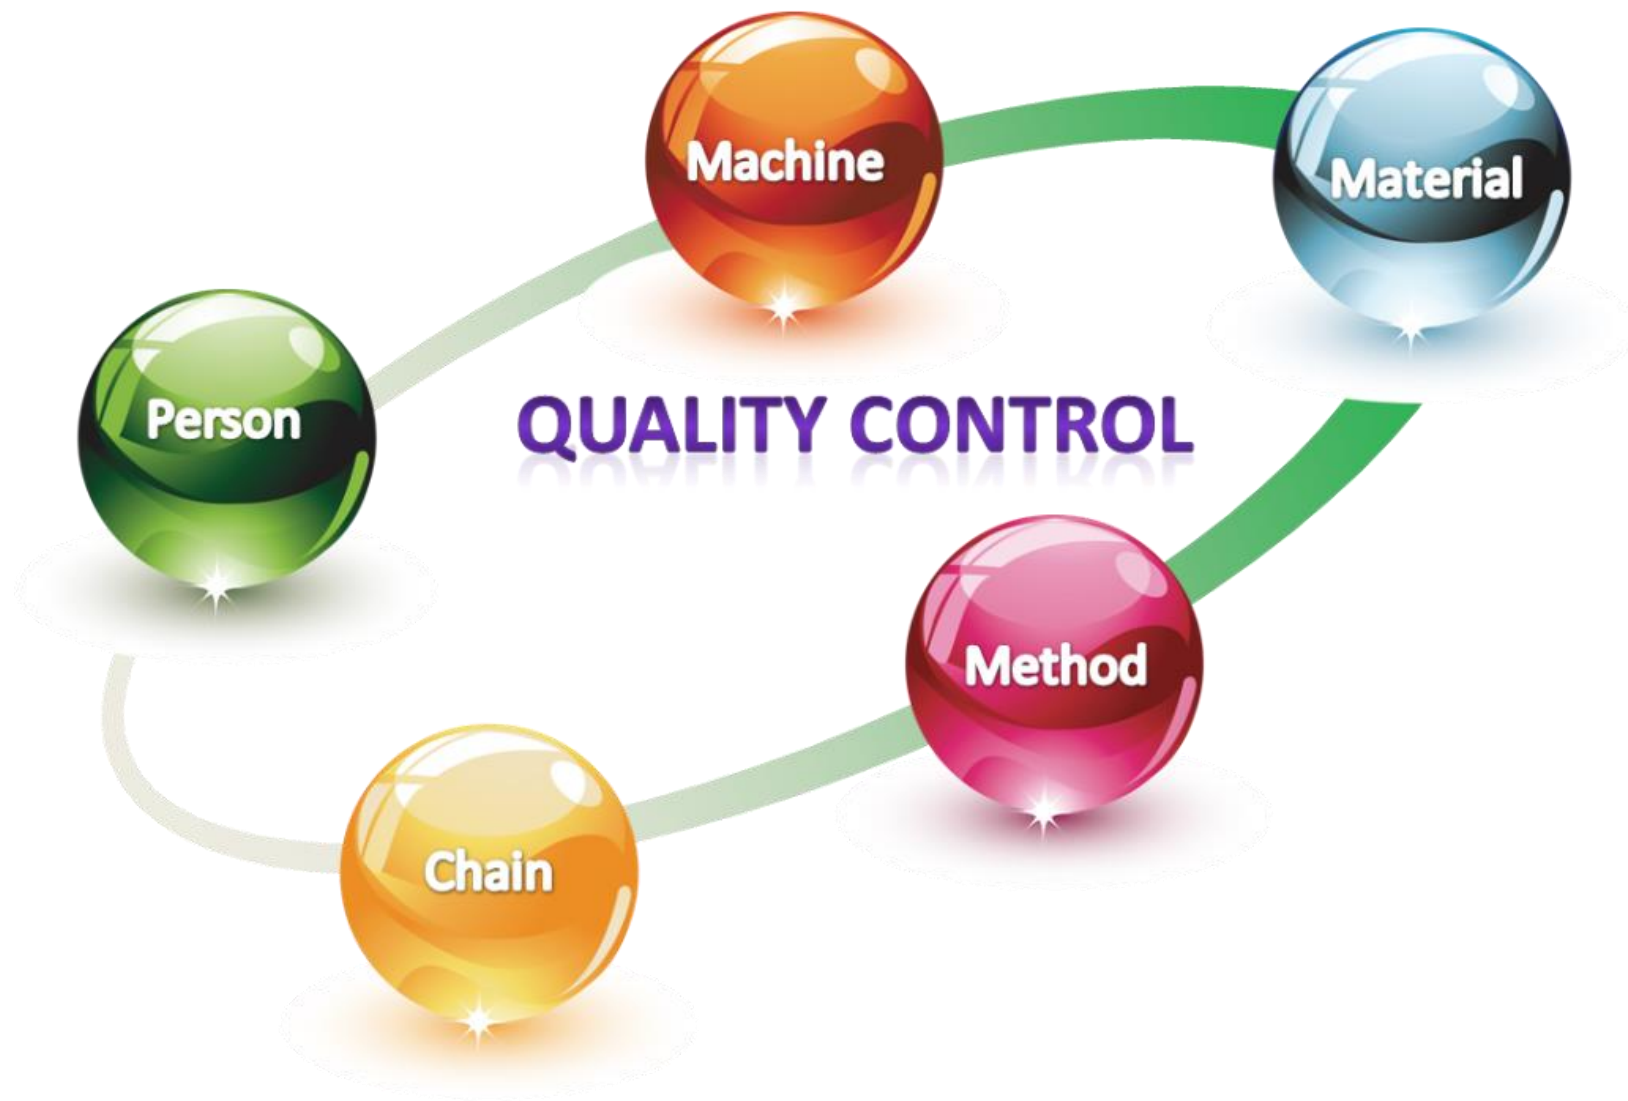 Machine
Material
Person
QUALITY CONTROL
Method
Chain